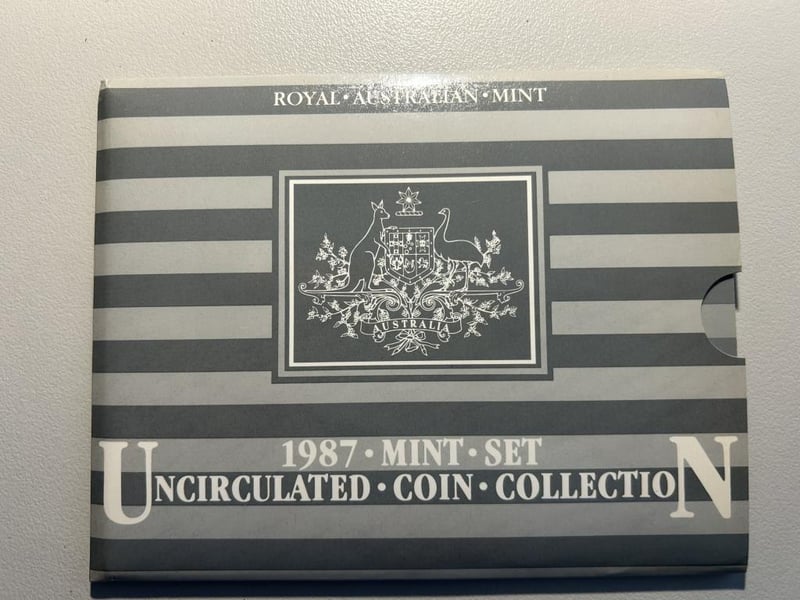 ROYAL • AUSTRALIAN • MINT
AUSTRALIA
1987 • MINT • SET
UNCIRCULATED • COIN • COLLECTION